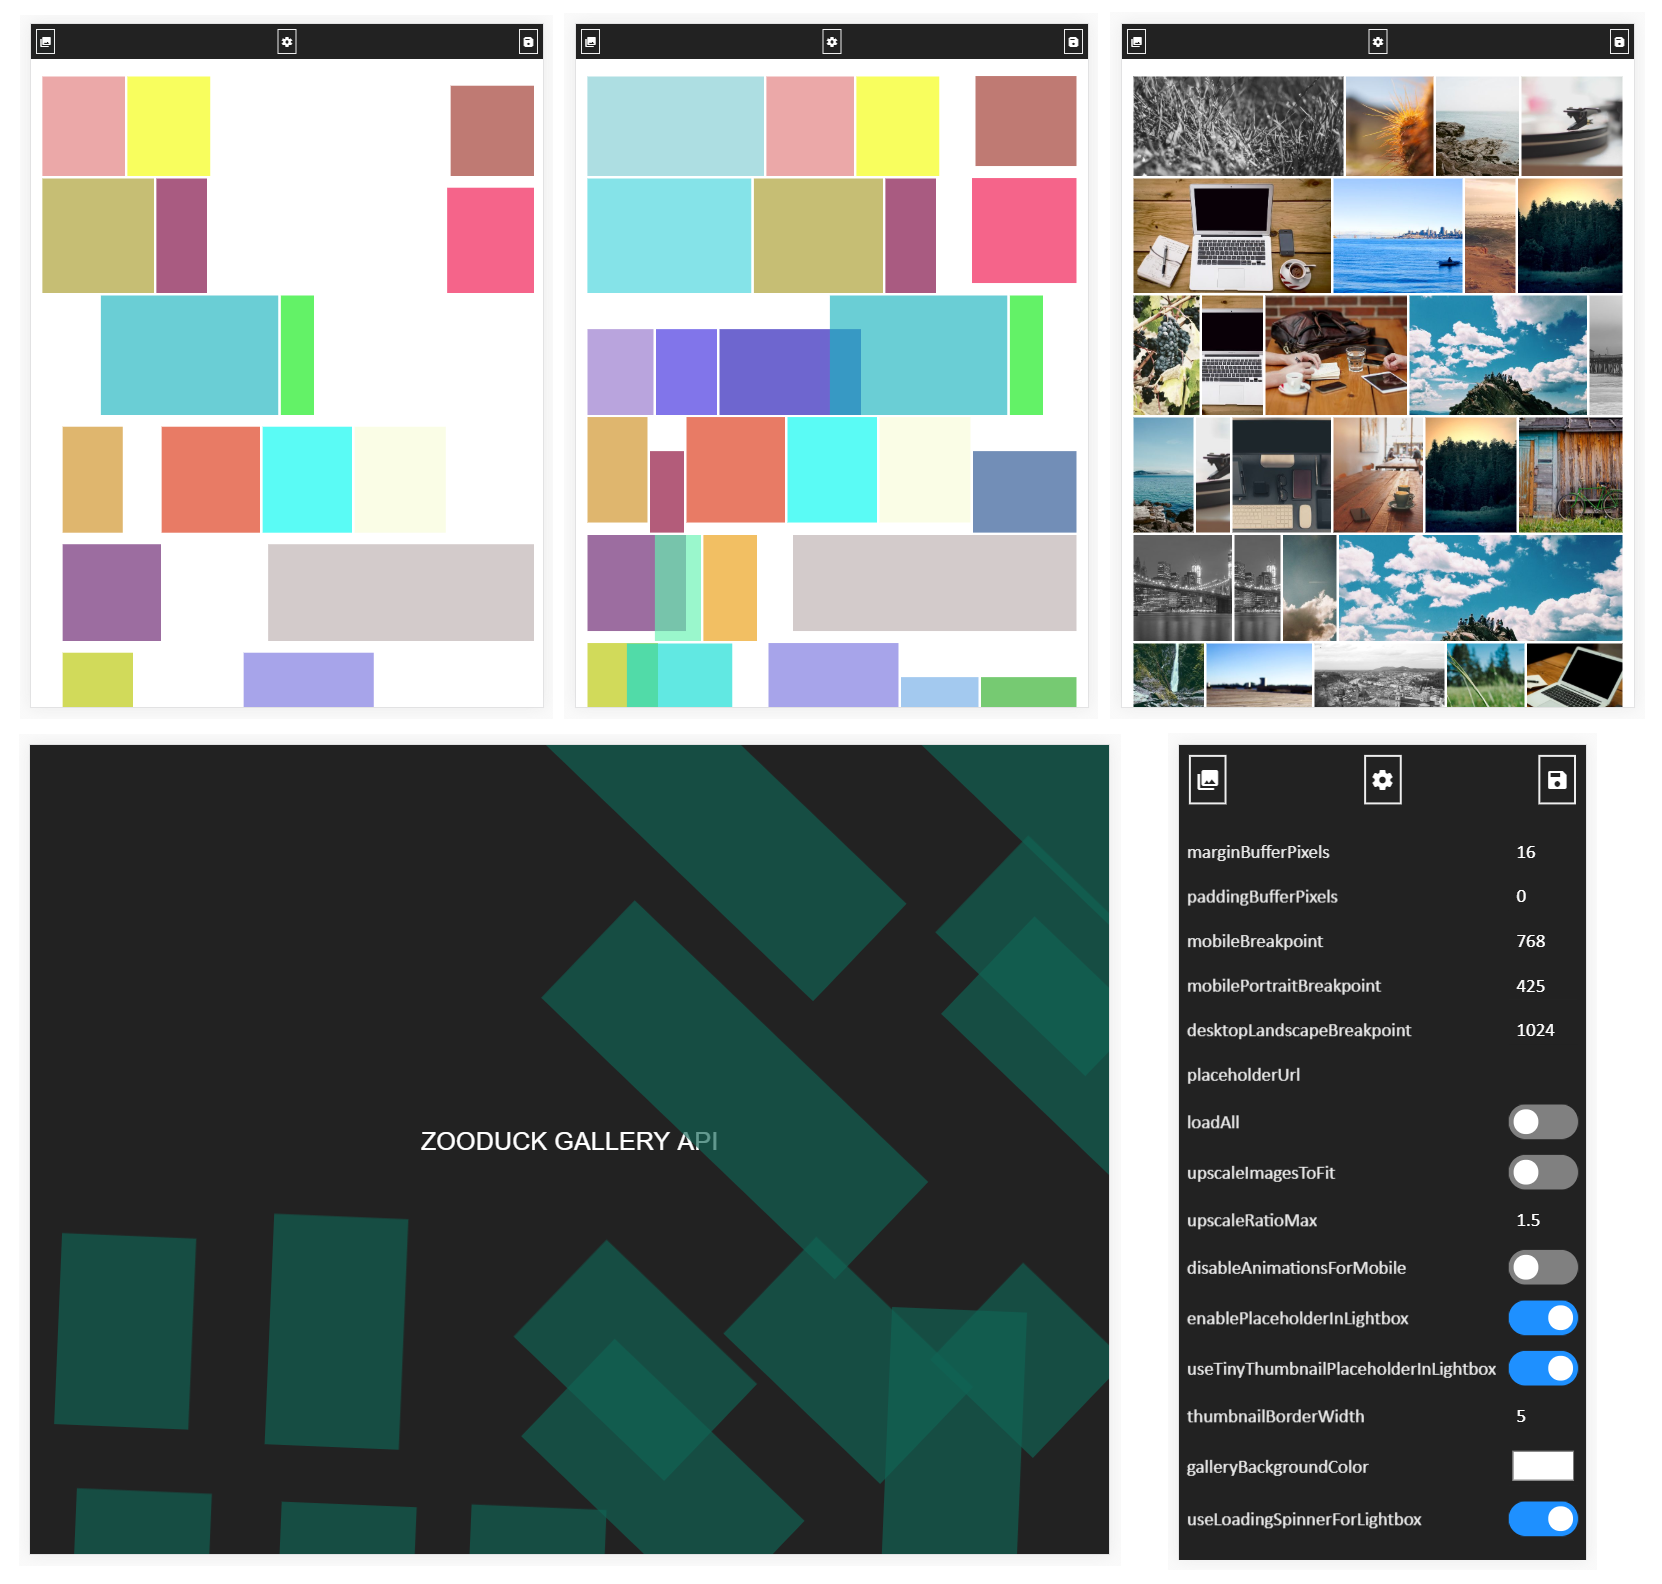 ZOODUCK GALLERY API
marginBufferPixels 16
paddingBufferPixels 0
mobileBreakpoint 768
mobilePortraitBreakpoint 425
desktopLandscapeBreakpoint 1024
placeholderUrl
loadAll
upscaleImagesToFit
upscaleRatioMax 1.5
disableAnimationsForMobile
enablePlaceholderInLightbox
useTinyThumbnailPlaceholderInLightbox
thumbnailBorderWidth 5
galleryBackgroundColor
useLoadingSpinnerForLightbox